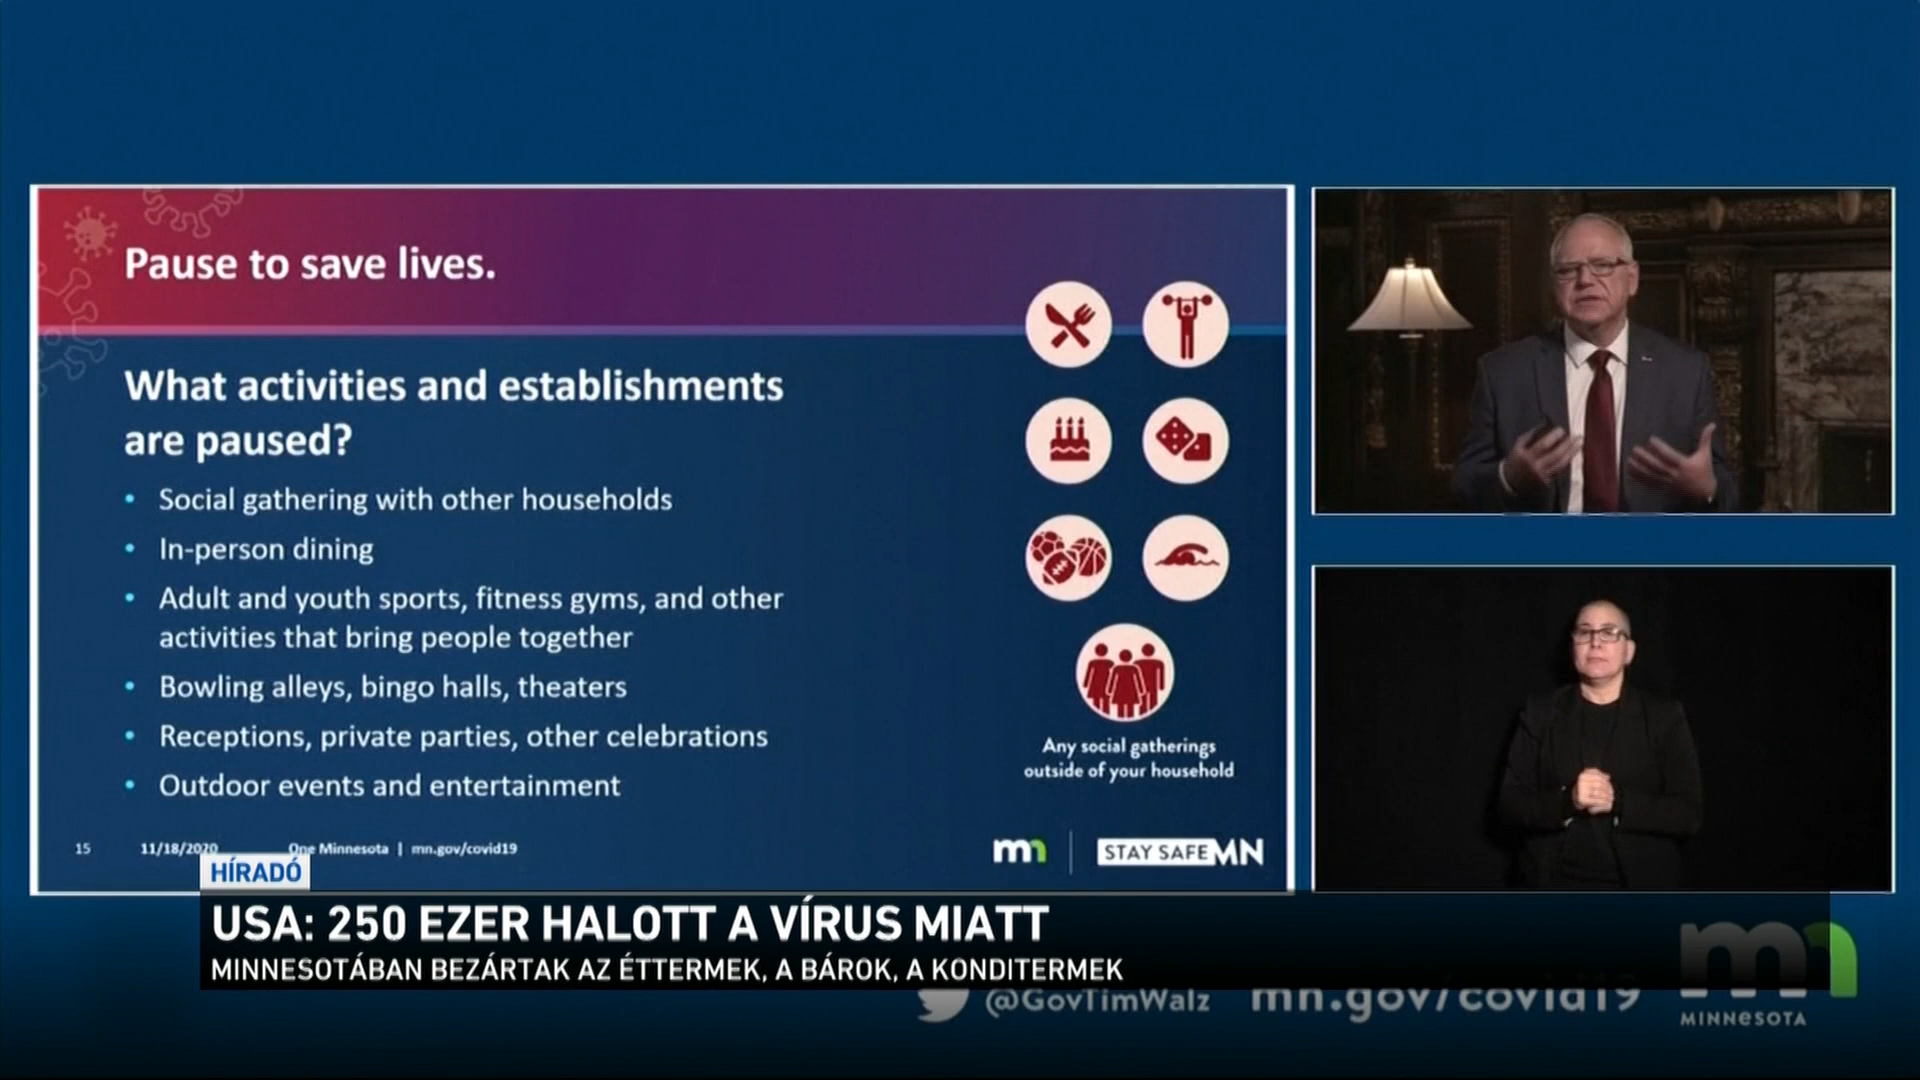 Pause to save lives.
What activities and establishments
are paused?
• Social gathering with other households
• In-person dining
• Adult and youth sports, fitness gyms, and other
activities that bring people together
• Bowling alleys, bingo halls, theaters
• Receptions, private parties, other celebrations
• Outdoor events and entertainment
Any social gatherings
outside of your household
15 11/18/2020 One Minnesota | mn.gov/covid19
mn STAY SAFE MN
HÍRADÓ
USA: 250 EZER HALOTT A VÍRUS MIATT
MINNESOTÁBAN BEZÁRTAK AZ ÉTTERMEK, A BÁROK, A KONDITERMEK
@GovTimWalz mn.gov/covid19
mn
MINNESOTA